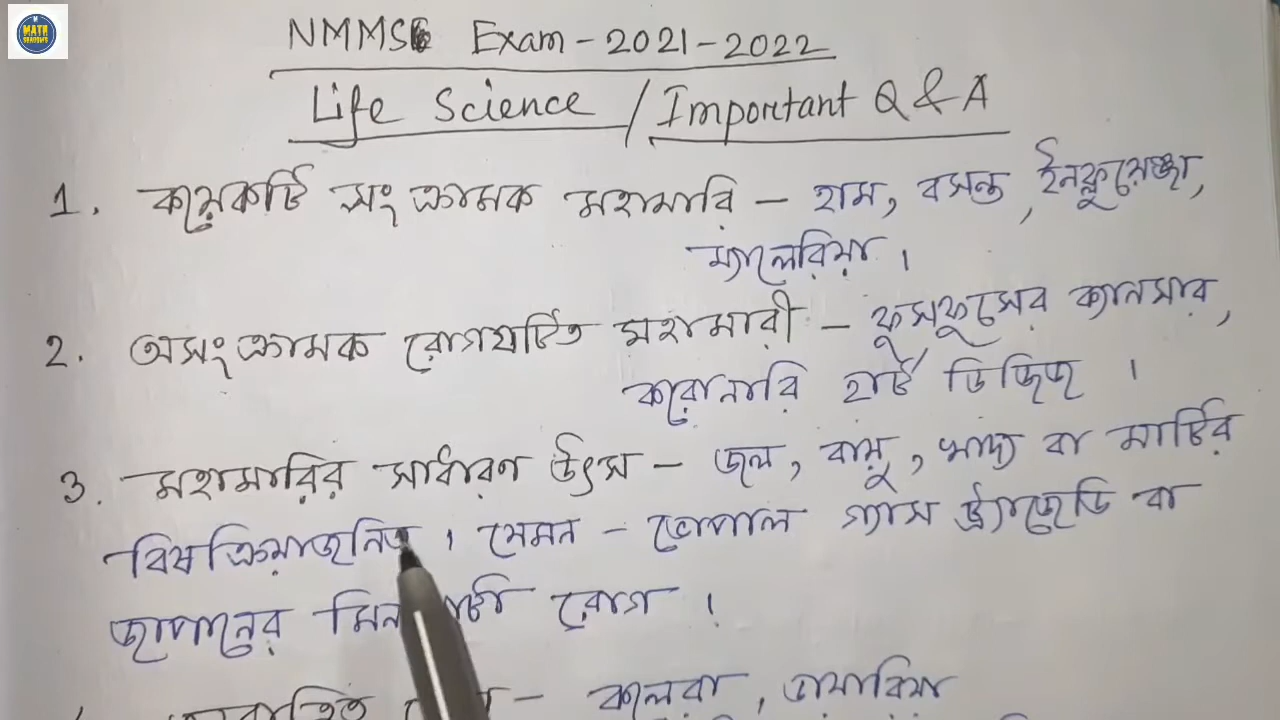 MATH
NMMSE Exam - 2021 - 2022
Life Science / Important Q & A
1. কয়েকটি সংক্রামক মহামারি – হাম, বসন্ত, ইনফ্লুয়েঞ্জা,
ম্যালেরিয়া ।
2. অসংক্রামক রোগঘটিত মহামারী – ফুসফুসের ক্যানসার,
করোনারি হার্ট ডিজিজ ।
3. মহামারির সাধারণ উৎস – জল, বায়ু, খাদ্য বা মাটির
বিষক্রিয়াজনিত । যেমন – ভোপাল গ্যাস ট্র্যাজেডি বা
জাপানের রোগ ।
– কলেরা, ডায়ারিয়া